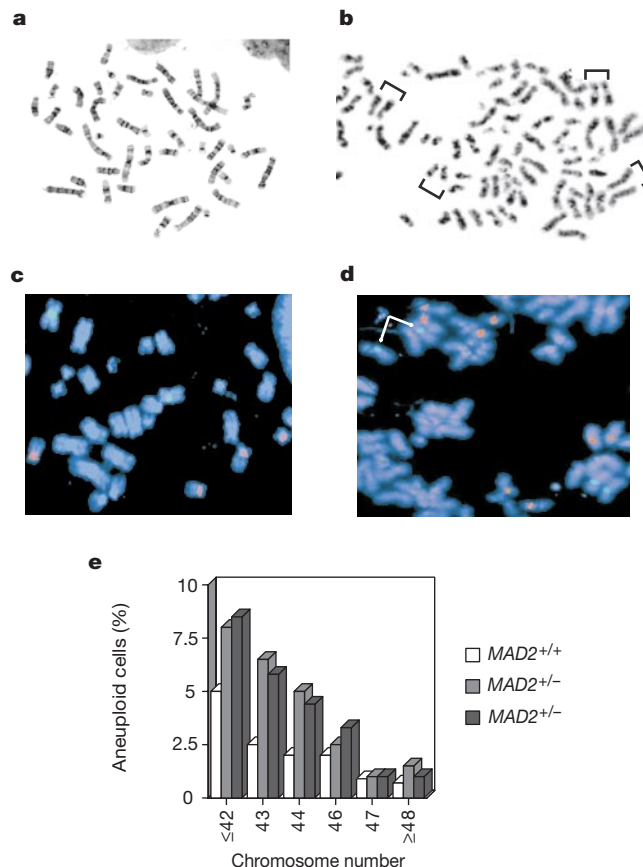 a
b
c
d
e
Aneuploid cells (%)
10
7.5
5
2.5
0
≤42
43
44
46
47
≥48
Chromosome number
MAD2+/+
MAD2+/–
MAD2+/–